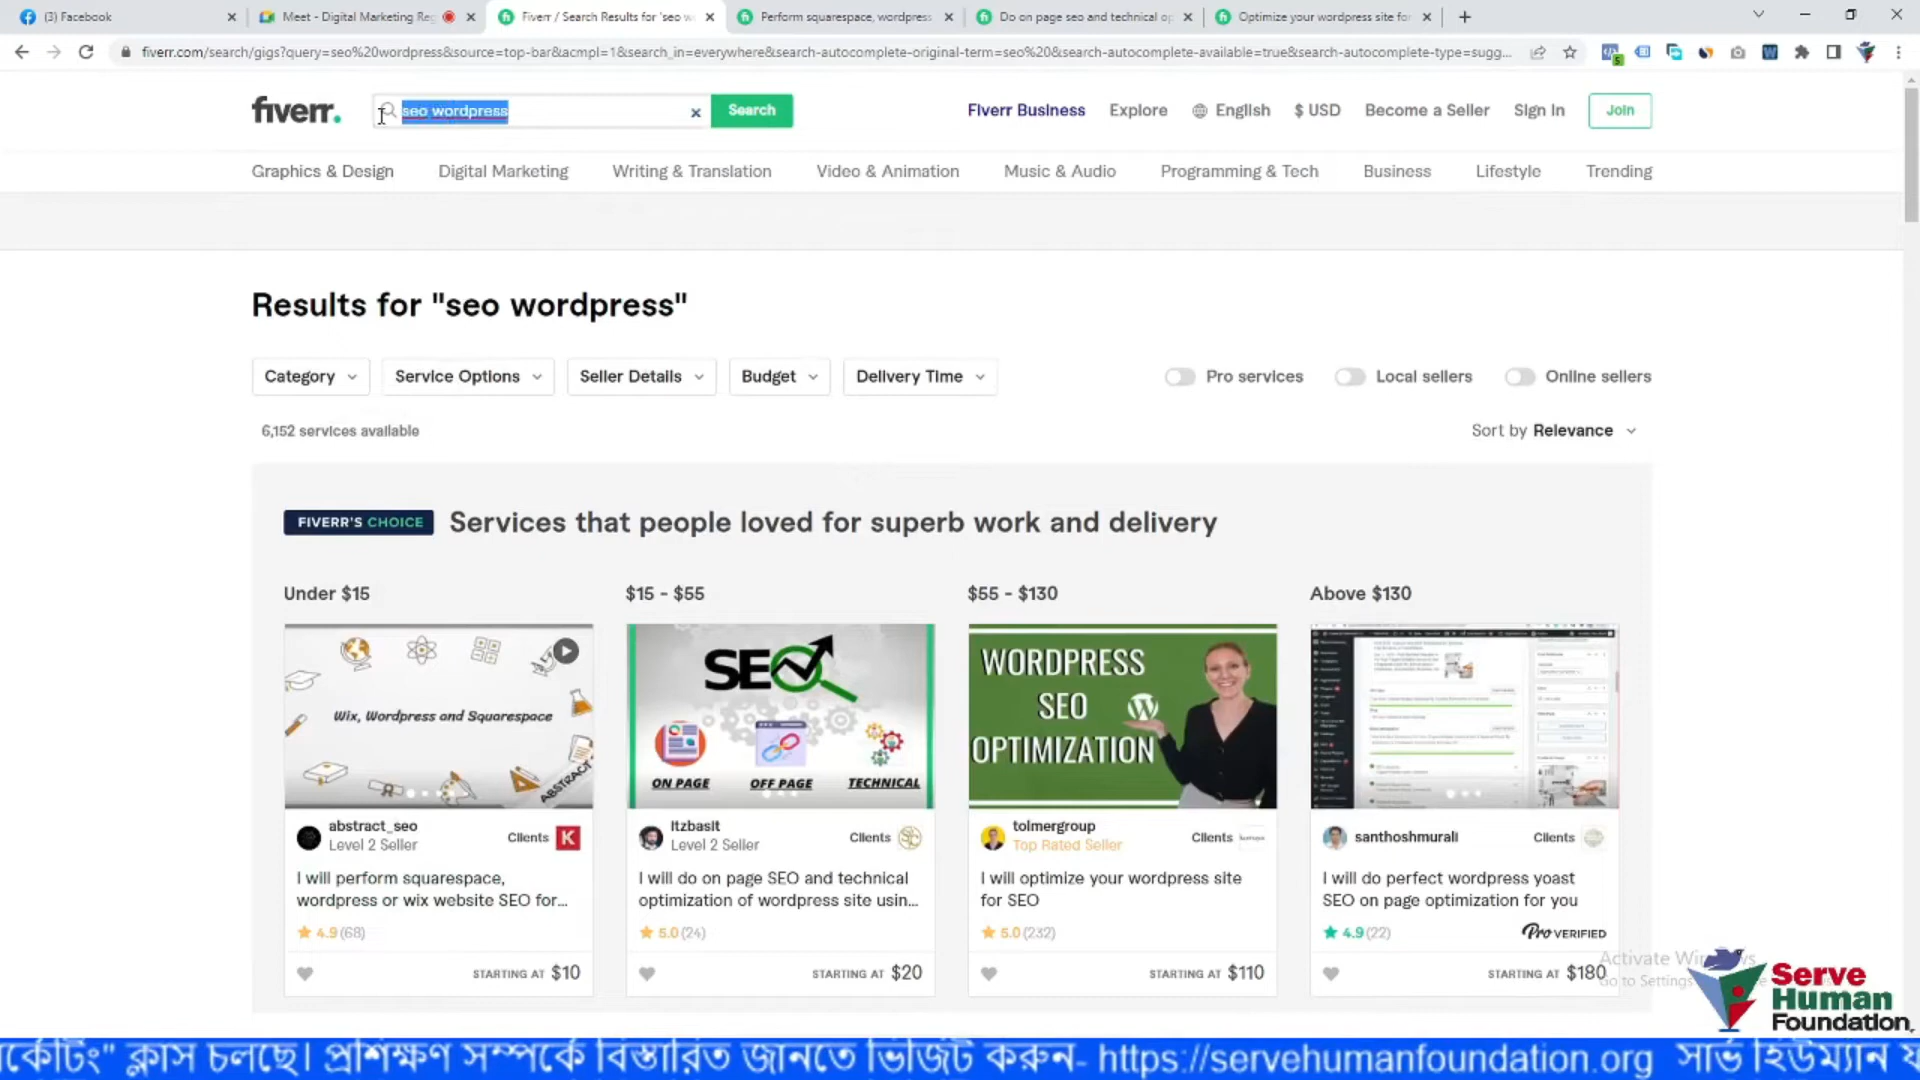 (3) Facebook
Meet - Digital Marketing Reg
Fiverr / Search Results for 'seo w
Perform squarespace, wordpress
Do on page seo and technical op
Optimize your wordpress site for
fiverr.com/search/gigs?query=seo%20wordpress&source=top-bar&acmpl=1&search_in=everywhere&search-autocomplete-original-term=seo%20&search-autocomplete-available=true&search-autocomplete-type=sugg...
fiverr.
seo wordpress
Search
Fiverr Business
Explore
English
$ USD
Become a Seller
Sign In
Join
Graphics & Design
Digital Marketing
Writing & Translation
Video & Animation
Music & Audio
Programming & Tech
Business
Lifestyle
Trending
Results for "seo wordpress"
Category
Service Options
Seller Details
Budget
Delivery Time
Pro services
Local sellers
Online sellers
6,152 services available
Sort by Relevance
FIVERR'S CHOICE
Services that people loved for superb work and delivery
Under $15
$15 - $55
$55 - $130
Above $130
Wix, Wordpress and Squarespace
ABSTRACT
SEO
ON PAGE
OFF PAGE
TECHNICAL
WORDPRESS
SEO
OPTIMIZATION
abstract_seo
Level 2 Seller
Clients
K
I will perform squarespace,
wordpress or wix website SEO for...
4.9 (68)
STARTING AT $10
itzbasit
Level 2 Seller
Clients
I will do on page SEO and technical
optimization of wordpress site usin...
5.0 (24)
STARTING AT $20
tolmergroup
Top Rated Seller
Clients
I will optimize your wordpress site
for SEO
5.0 (232)
STARTING AT $110
santhoshmurali
Clients
I will do perfect wordpress yoast
SEO on page optimization for you
4.9 (22)
Pro VERIFIED
STARTING AT $180
Activate Windows
Go to Settings
Serve
Human
Foundation
র্কেটিং" ক্লাস চলছে। প্রশিক্ষণ সম্পর্কে বিস্তারিত জানতে ভিজিট করুন- https://servehumanfoundation.org সার্ভ হিউম্যান ফ